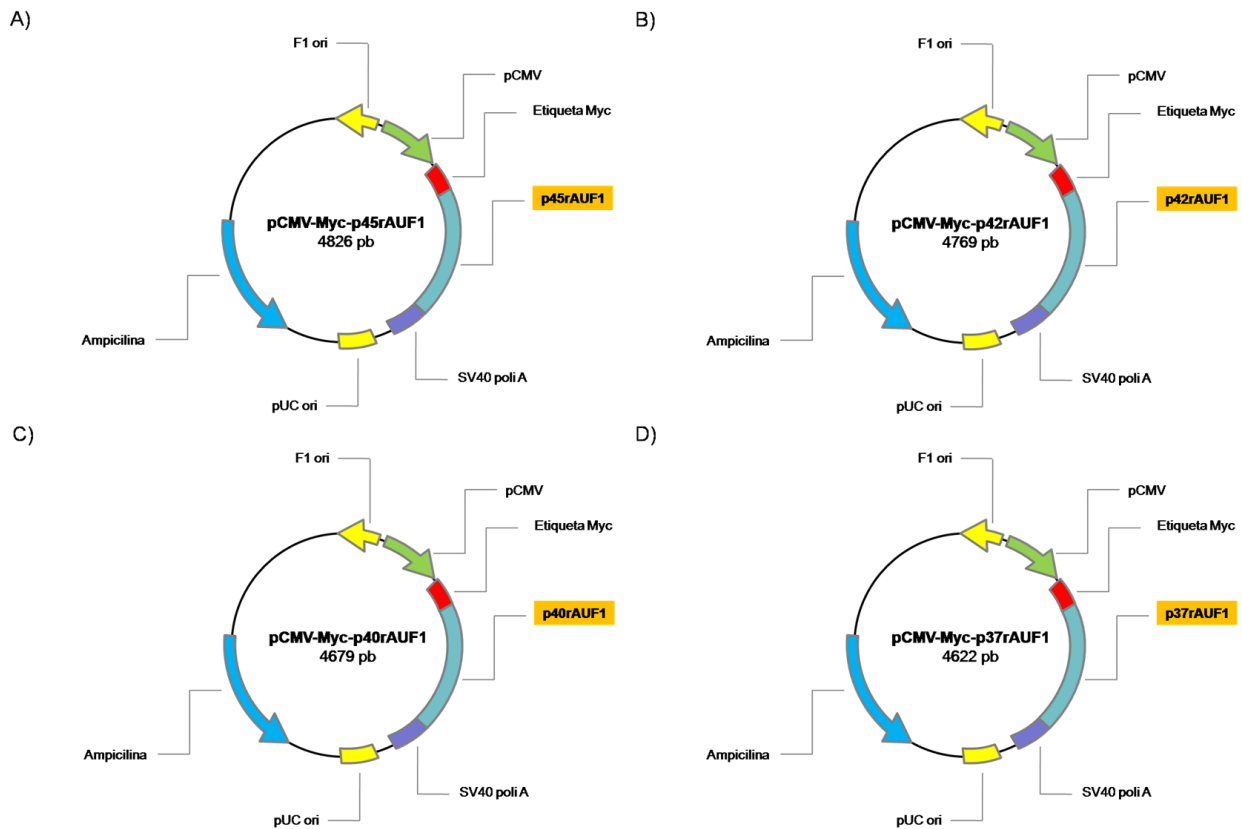 A)
F1 ori
pCMV
Etiqueta Myc
p45rAUF1
pCMV-Myc-p45rAUF1
4826 pb
Ampicilina
SV40 poli A
pUC ori
B)
F1 ori
pCMV
Etiqueta Myc
p42rAUF1
pCMV-Myc-p42rAUF1
4769 pb
Ampicilina
SV40 poli A
pUC ori
C)
F1 ori
pCMV
Etiqueta Myc
p40rAUF1
pCMV-Myc-p40rAUF1
4679 pb
Ampicilina
SV40 poli A
pUC ori
D)
F1 ori
pCMV
Etiqueta Myc
p37rAUF1
pCMV-Myc-p37rAUF1
4622 pb
Ampicilina
SV40 poli A
pUC ori